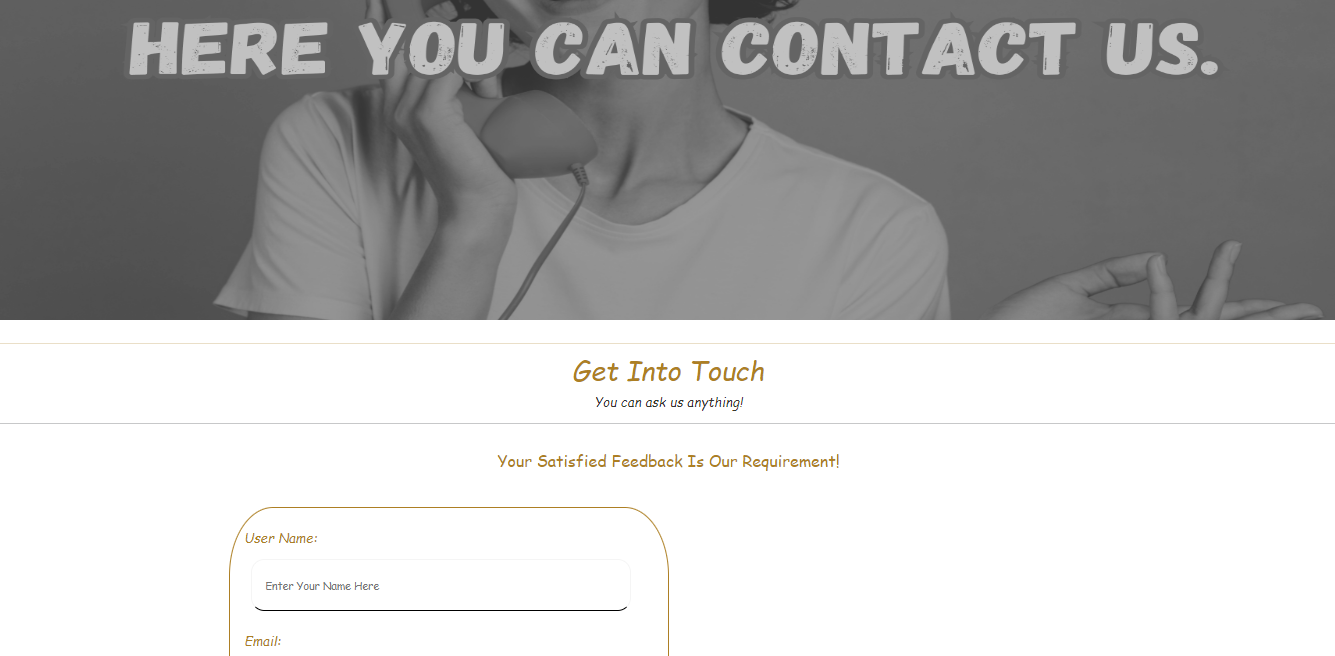 HERE YOU CAN CONTACT US.
Get Into Touch
You can ask us anything!
Your Satisfied Feedback Is Our Requirement!
User Name:
Enter Your Name Here
Email: